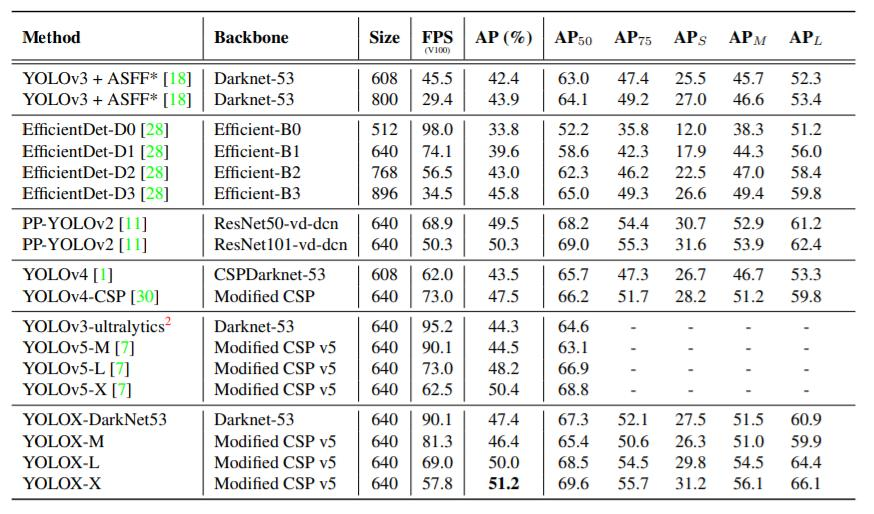 Method Backbone Size FPS (V100) AP (%) AP50 AP75 APS APM APL
YOLOv3 + ASFF* [18] Darknet-53 608 45.5 42.4 63.0 47.4 25.5 45.7 52.3
YOLOv3 + ASFF* [18] Darknet-53 800 29.4 43.9 64.1 49.2 27.0 46.6 53.4
EfficientDet-D0 [28] Efficient-B0 512 98.0 33.8 52.2 35.8 12.0 38.3 51.2
EfficientDet-D1 [28] Efficient-B1 640 74.1 39.6 58.6 42.3 17.9 44.3 56.0
EfficientDet-D2 [28] Efficient-B2 768 56.5 43.0 62.3 46.2 22.5 47.0 58.4
EfficientDet-D3 [28] Efficient-B3 896 34.5 45.8 65.0 49.3 26.6 49.4 59.8
PP-YOLOv2 [11] ResNet50-vd-dcn 640 68.9 49.5 68.2 54.4 30.7 52.9 61.2
PP-YOLOv2 [11] ResNet101-vd-dcn 640 50.3 50.3 69.0 55.3 31.6 53.9 62.4
YOLOv4 [1] CSPDarknet-53 608 62.0 43.5 65.7 47.3 26.7 46.7 53.3
YOLOv4-CSP [30] Modified CSP 640 73.0 47.5 66.2 51.7 28.2 51.2 59.8
YOLOv3-ultralytics2 Darknet-53 640 95.2 44.3 64.6 - - - -
YOLOv5-M [7] Modified CSP v5 640 90.1 44.5 63.1 - - - -
YOLOv5-L [7] Modified CSP v5 640 73.0 48.2 66.9 - - - -
YOLOv5-X [7] Modified CSP v5 640 62.5 50.4 68.8 - - - -
YOLOX-DarkNet53 Darknet-53 640 90.1 47.4 67.3 52.1 27.5 51.5 60.9
YOLOX-M Modified CSP v5 640 81.3 46.4 65.4 50.6 26.3 51.0 59.9
YOLOX-L Modified CSP v5 640 69.0 50.0 68.5 54.5 29.8 54.5 64.4
YOLOX-X Modified CSP v5 640 57.8 51.2 69.6 55.7 31.2 56.1 66.1